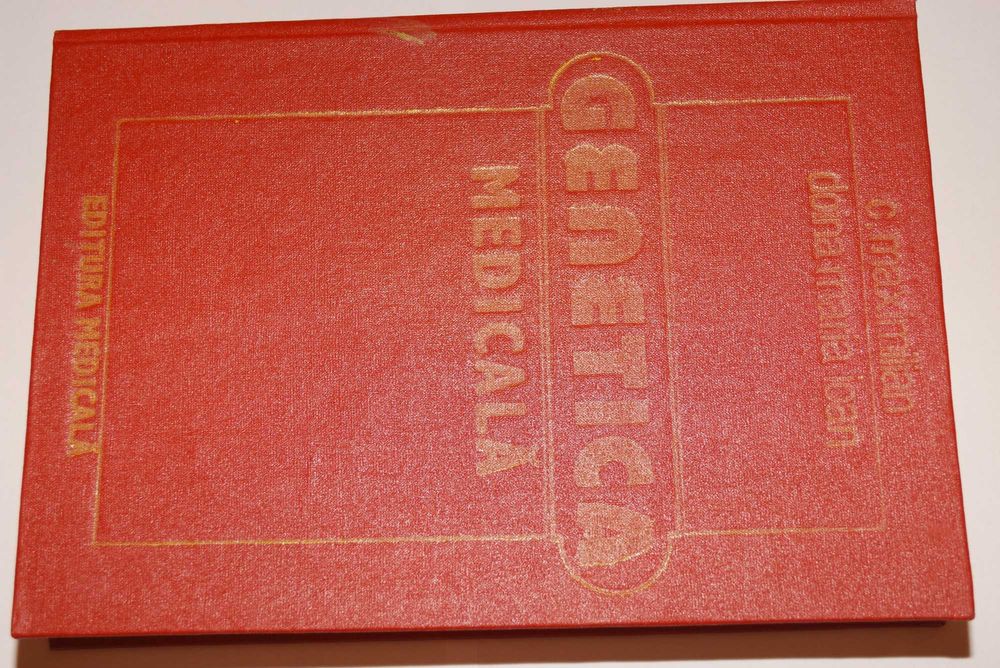 c. maximilian
doina maria ioan
GENETICA
MEDICALĂ
EDITURA MEDICALĂ